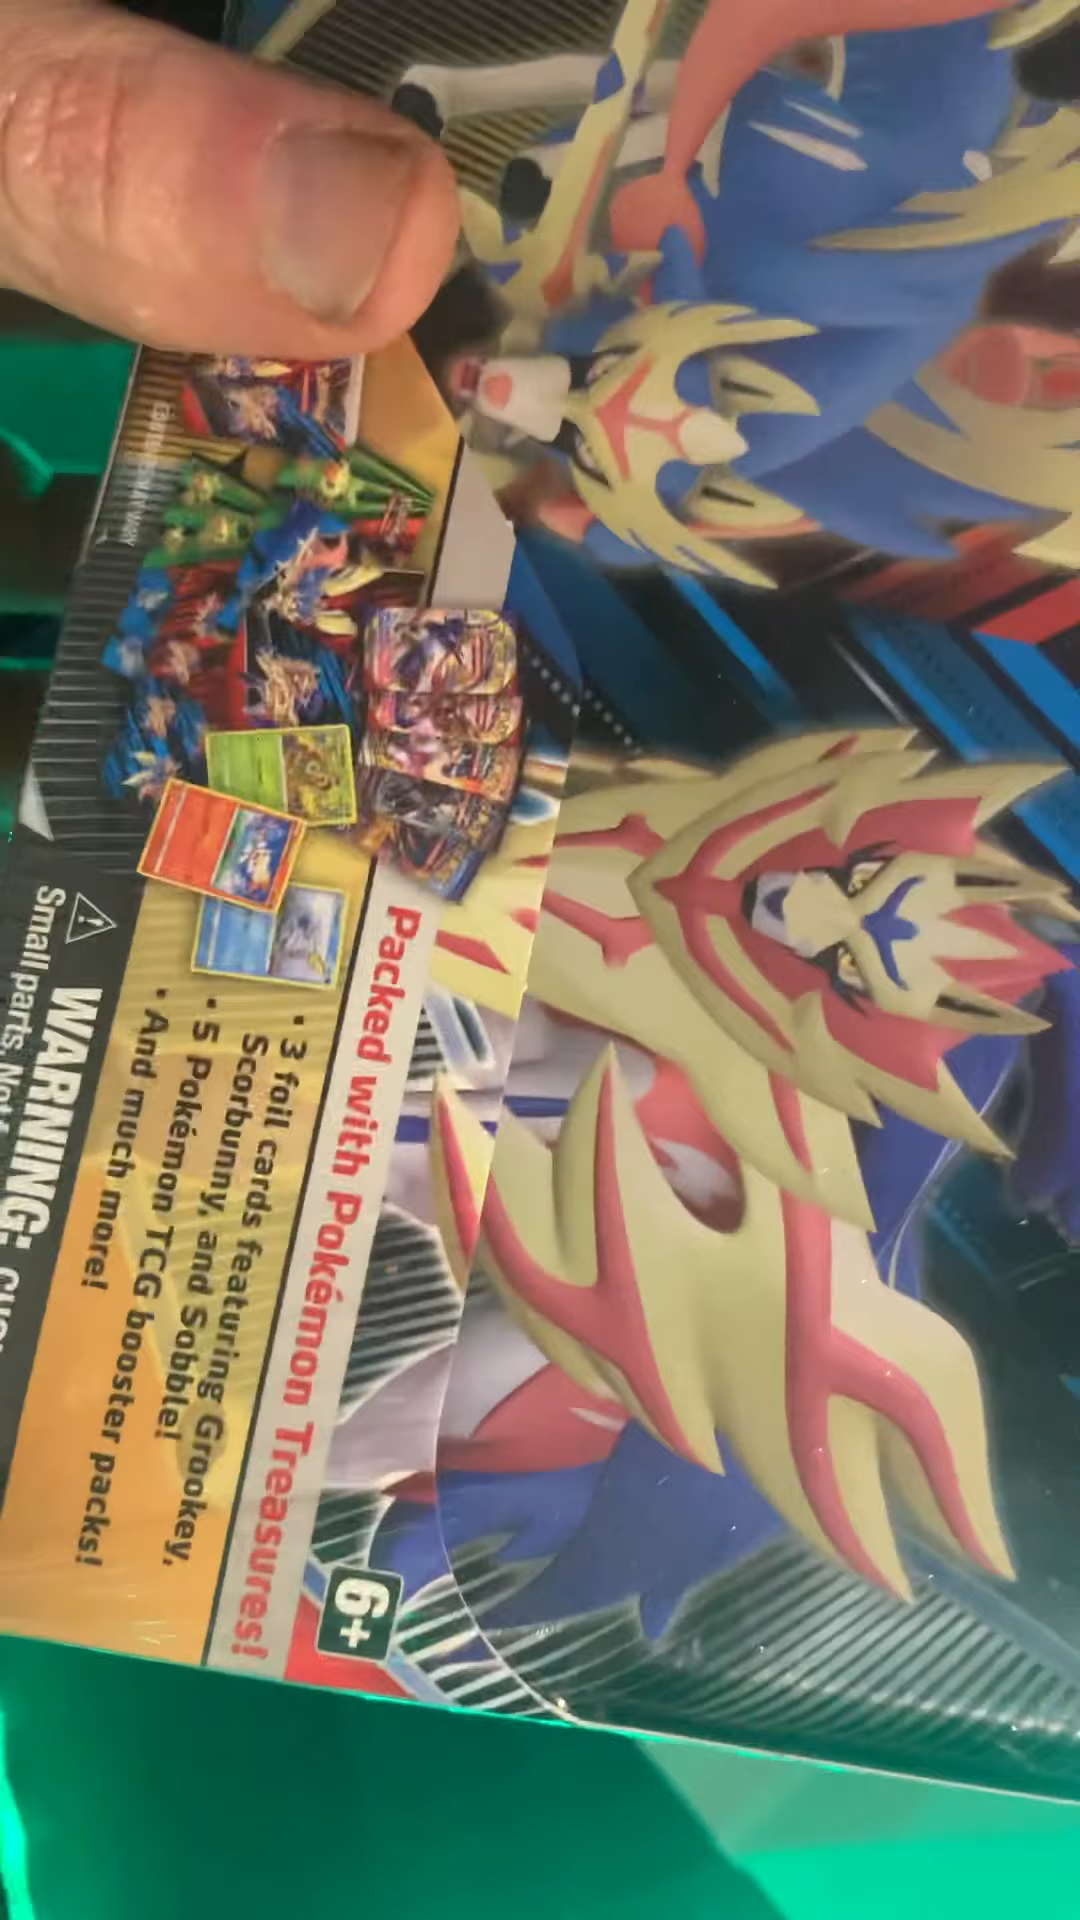 Packed with Pokémon Treasures!
• 3 foil cards featuring Grookey,
Scorbunny, and Sobble!
• 5 Pokémon TCG booster packs!
• And much more!
6+
WARNING:
Small parts. Not